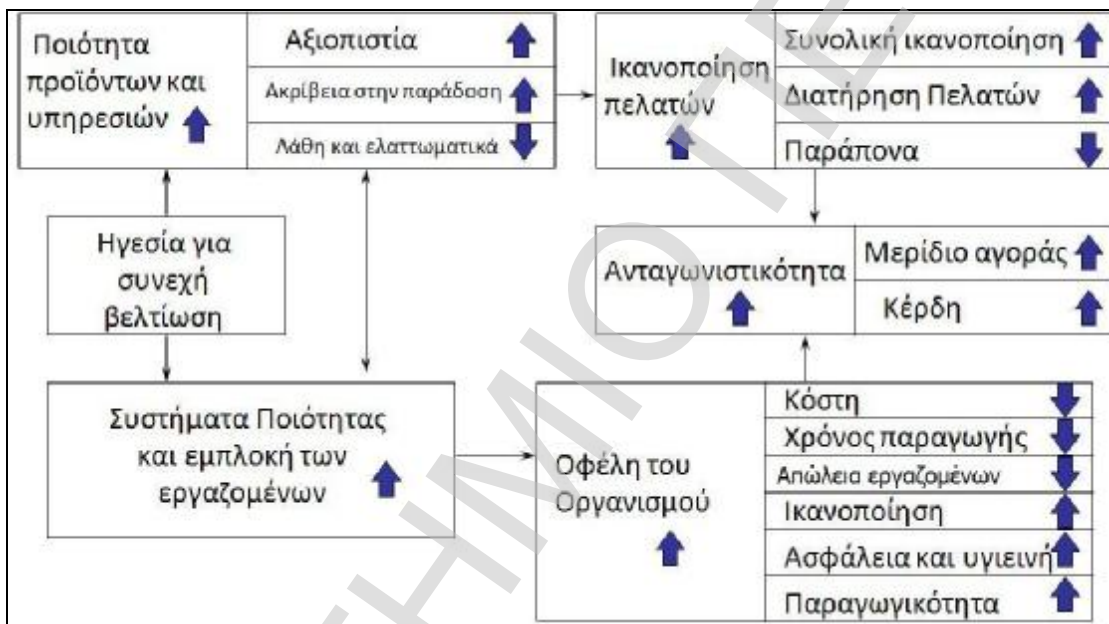 Ποιότητα
προϊόντων και
υπηρεσιών
Αξιοπιστία
Ακρίβεια στην παράδοση
Λάθη και ελαττωματικά
Ικανοποίηση
πελατών
Συνολική ικανοποίηση
Διατήρηση Πελατών
Παράπονα
Ηγεσία για
συνεχή
βελτίωση
Ανταγωνιστικότητα
Μερίδιο αγοράς
Κέρδη
Συστήματα Ποιότητας
και εμπλοκή των
εργαζομένων
Οφέλη του
Οργανισμού
Κόστη
Χρόνος παραγωγής
Απώλεια εργαζομένων
Ικανοποίηση
Ασφάλεια και υγιεινή
Παραγωγικότητα